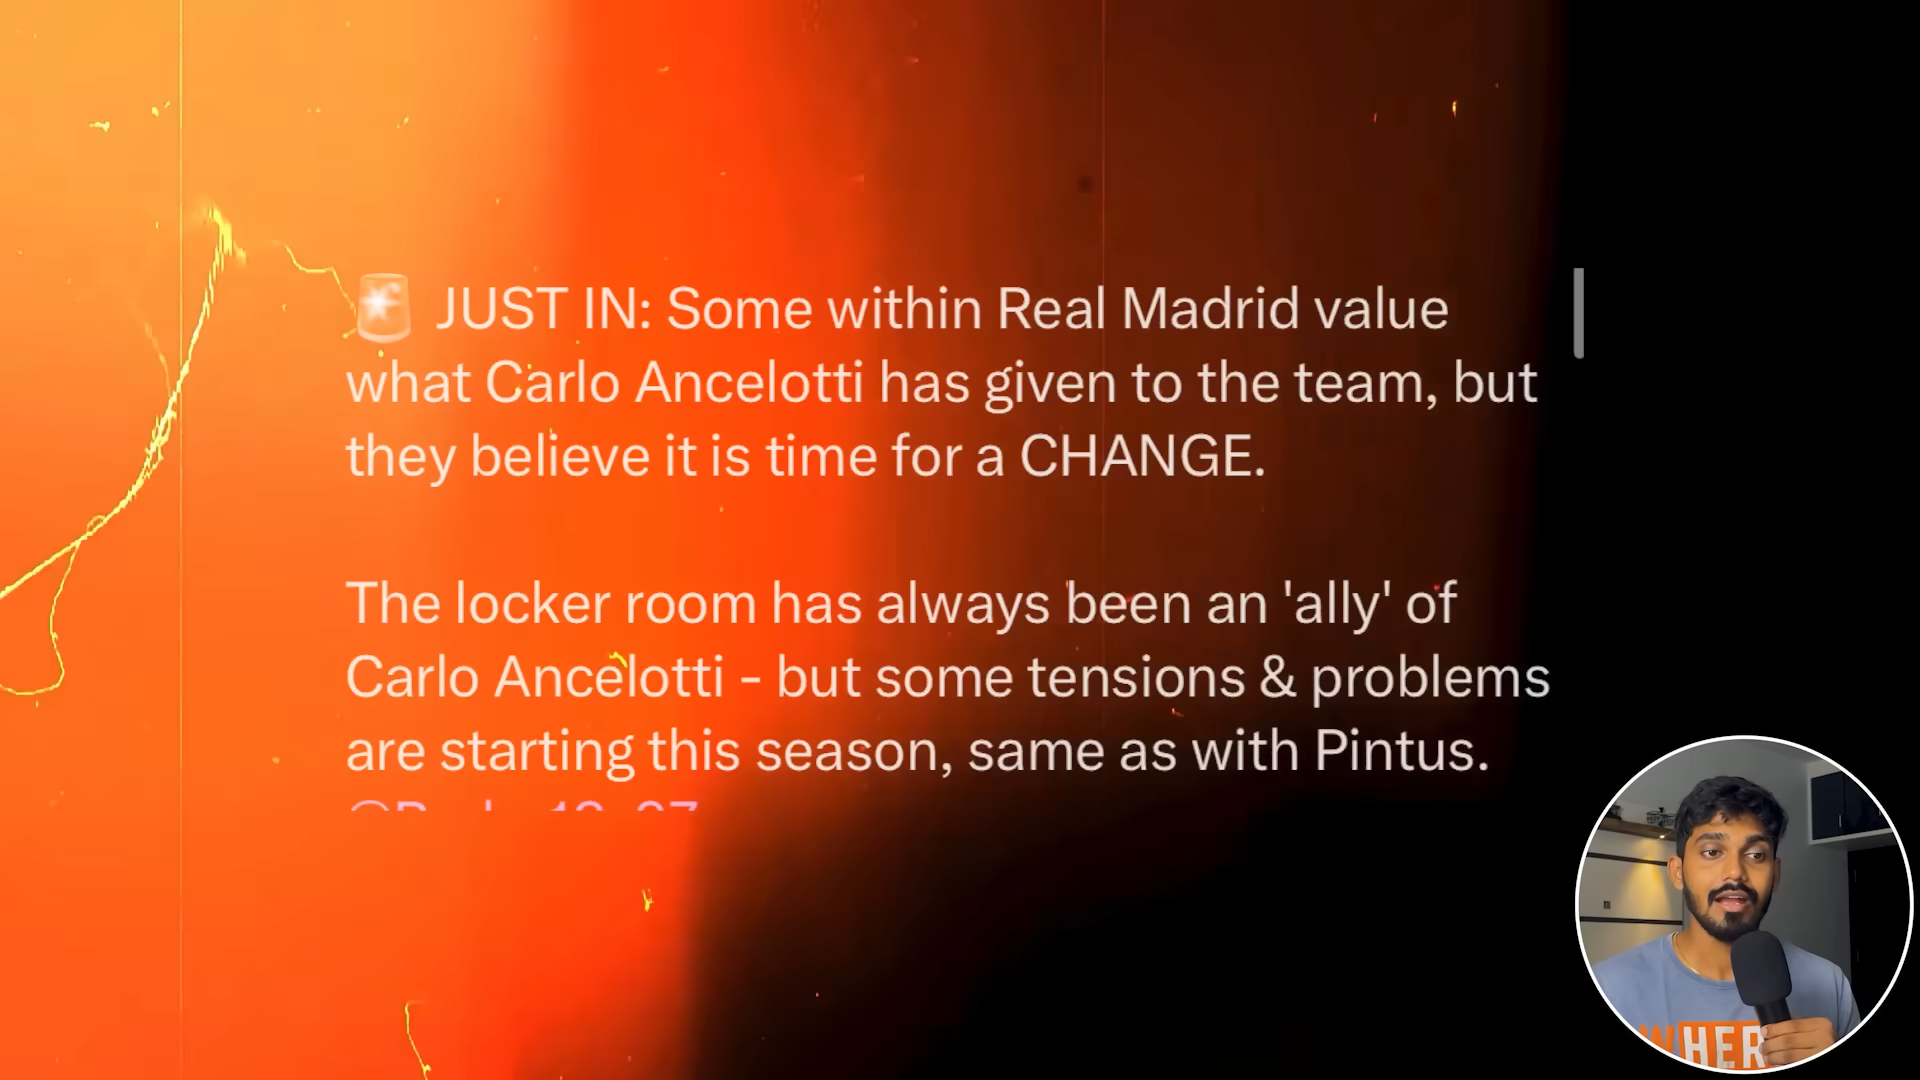 🚨 JUST IN: Some within Real Madrid value
what Carlo Ancelotti has given to the team, but
they believe it is time for a CHANGE.
The locker room has always been an 'ally' of
Carlo Ancelotti - but some tensions & problems
are starting this season, same as with Pintus.
HER